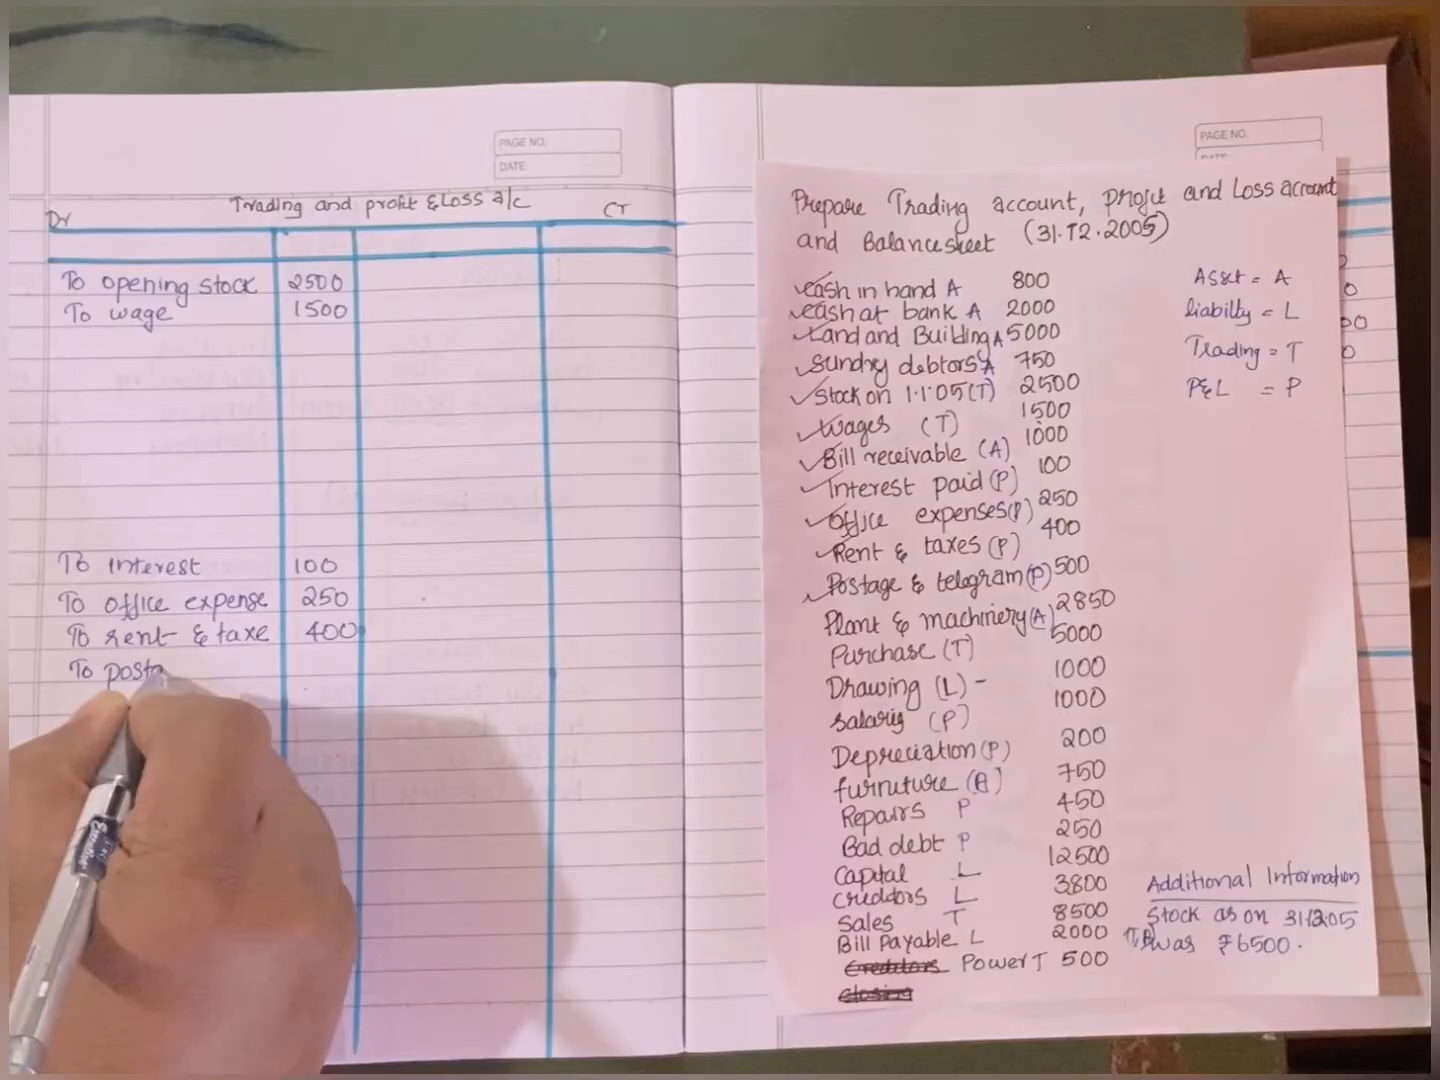 PAGE NO.
DATE:
Trading and profit & Loss a/c
Dr
Cr
To opening stock 2500
To wage 1500
To Interest 100
To office expense 250
To rent & taxe 400
To posta
PAGE NO.
Prepare Trading account, profit and Loss account
and Balancesheet (31.12.2005)
Cash in hand A 800
Cash at bank A 2000
Land and Building A 5000
Sundry debtors A 750
Stock on 1.1.05 (T) 2500
Wages (T) 1500
Bill receivable (A) 1000
Interest paid (P) 100
Office expenses (P) 250
Rent & taxes (P) 400
Postage & telegram (P) 500
Plant & machinery (A) 2850
Purchase (T) 5000
Drawing (L) - 1000
Salaries (P) 1000
Depreciation (P) 200
furnuture (A) 750
Repairs P 450
Bad debt P 250
Capital L 12500
Creditors L 3800
Sales T 8500
Bill Payable L 2000
Creditors Power T 500
closing
Asset = A
liability = L
Trading = T
P&L = P
Additional Information
Stock as on 31.12.05
was ₹6500.
Executive